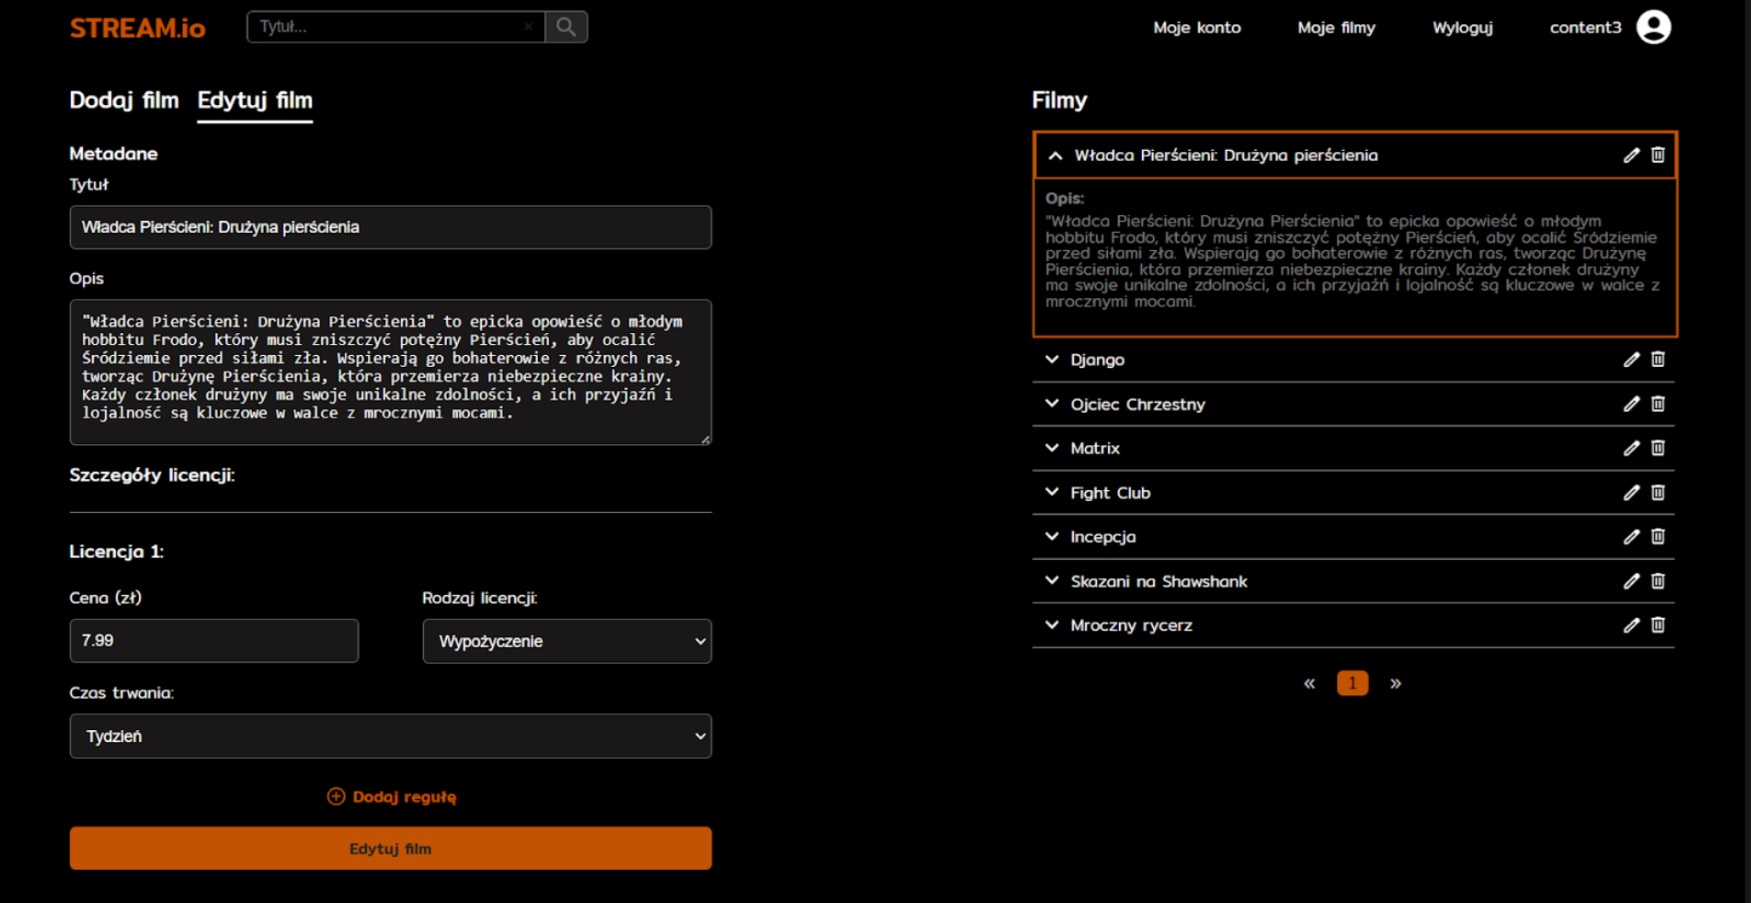 STREAM.io
Tytuł...
Moje konto
Moje filmy
Wyloguj
content3
Dodaj film
Edytuj film
Metadane
Tytuł
Władca Pierścieni: Drużyna pierścienia
Opis
"Władca Pierścieni: Drużyna Pierścienia" to epicka opowieść o młodym
hobbitu Frodo, który musi zniszczyć potężny Pierścień, aby ocalić
Śródziemie przed siłami zła. Wspierają go bohaterowie z różnych ras,
tworząc Drużynę Pierścienia, która przemierza niebezpieczne krainy.
Każdy członek drużyny ma swoje unikalne zdolności, a ich przyjaźń i
lojalność są kluczowe w walce z mrocznymi mocami.
Szczegóły licencji:
Licencja 1:
Cena (zł)
Rodzaj licencji:
7.99
Wypożyczenie
Czas trwania:
Tydzień
Dodaj regułę
Edytuj film
Filmy
Władca Pierścieni: Drużyna pierścienia
Opis:
"Władca Pierścieni: Drużyna Pierścienia" to epicka opowieść o młodym
hobbitu Frodo, który musi zniszczyć potężny Pierścień, aby ocalić Śródziemie
przed siłami zła. Wspierają go bohaterowie z różnych ras, tworząc Drużynę
Pierścienia, która przemierza niebezpieczne krainy. Każdy członek drużyny
ma swoje unikalne zdolności, a ich przyjaźń i lojalność są kluczowe w walce z
mrocznymi mocami.
Django
Ojciec Chrzestny
Matrix
Fight Club
Incepcja
Skazani na Shawshank
Mroczny rycerz
« 1 »